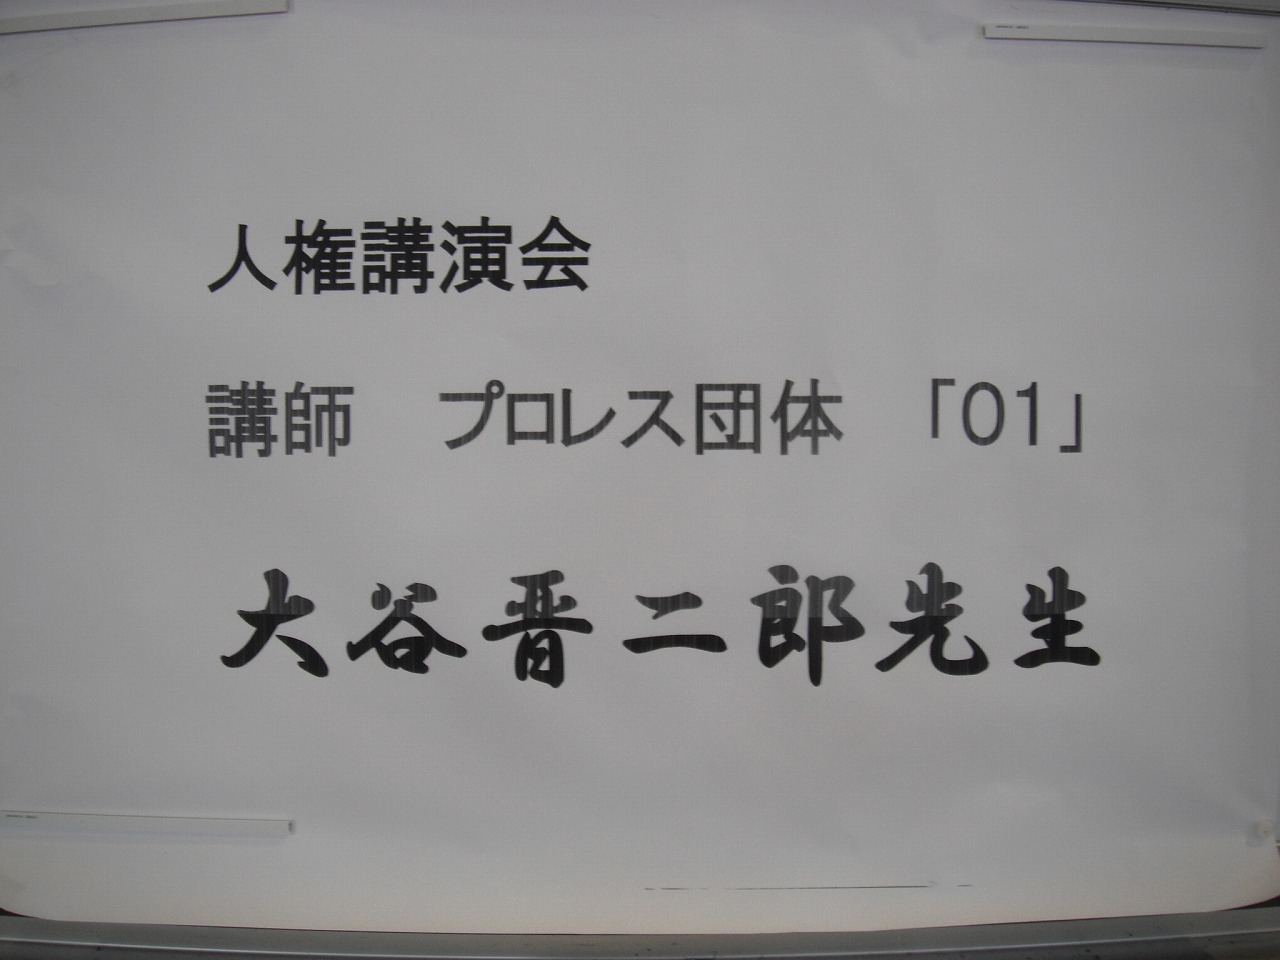 人権講演会
講師　プロレス団体　「01」
大谷晋二郎先生